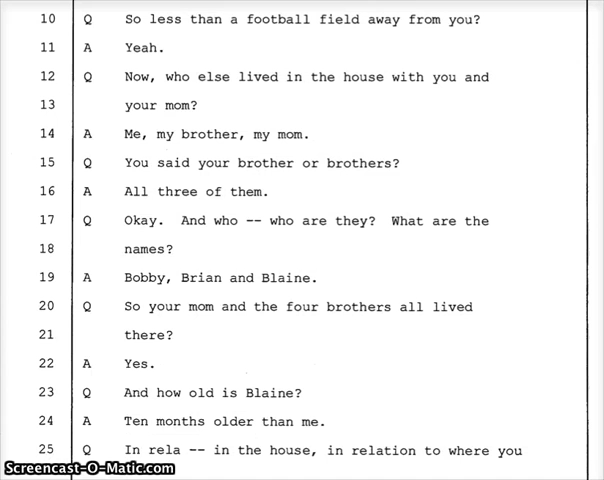 10 Q So less than a football field away from you?
11 A Yeah.
12 Q Now, who else lived in the house with you and
13 your mom?
14 A Me, my brother, my mom.
15 Q You said your brother or brothers?
16 A All three of them.
17 Q Okay. And who -- who are they? What are the
18 names?
19 A Bobby, Brian and Blaine.
20 Q So your mom and the four brothers all lived
21 there?
22 A Yes.
23 Q And how old is Blaine?
24 A Ten months older than me.
25 Q In rela -- in the house, in relation to where you
Screencast-O-Matic.com